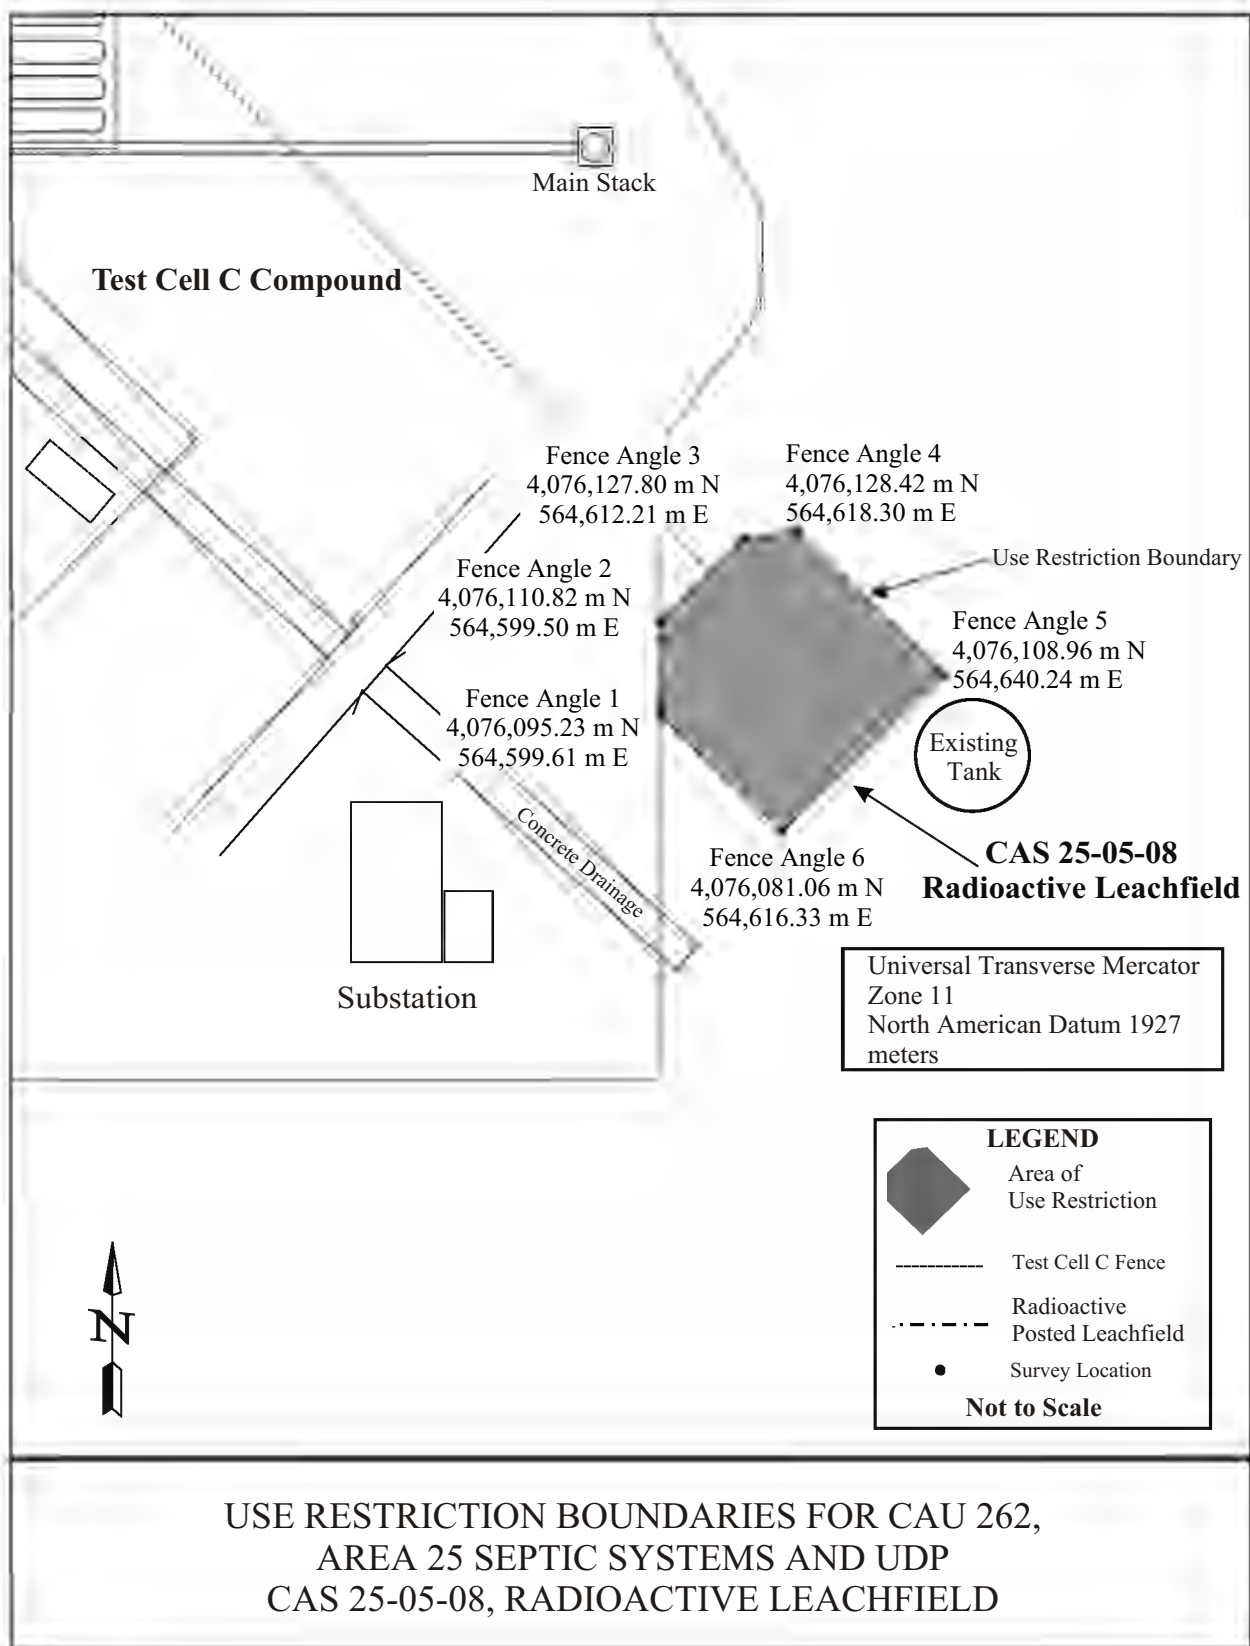 Main Stack
Test Cell C Compound
Fence Angle 3
4,076,127.80 m N
564,612.21 m E
Fence Angle 4
4,076,128.42 m N
564,618.30 m E
Use Restriction Boundary
Fence Angle 2
4,076,110.82 m N
564,599.50 m E
Fence Angle 5
4,076,108.96 m N
564,640.24 m E
Fence Angle 1
4,076,095.23 m N
564,599.61 m E
Existing
Tank
Concrete Drainage
Fence Angle 6
4,076,081.06 m N
564,616.33 m E
CAS 25-05-08
Radioactive Leachfield
Substation
Universal Transverse Mercator
Zone 11
North American Datum 1927
meters
LEGEND
Area of
Use Restriction
Test Cell C Fence
Radioactive
Posted Leachfield
Survey Location
Not to Scale
N
USE RESTRICTION BOUNDARIES FOR CAU 262,
AREA 25 SEPTIC SYSTEMS AND UDP
CAS 25-05-08, RADIOACTIVE LEACHFIELD